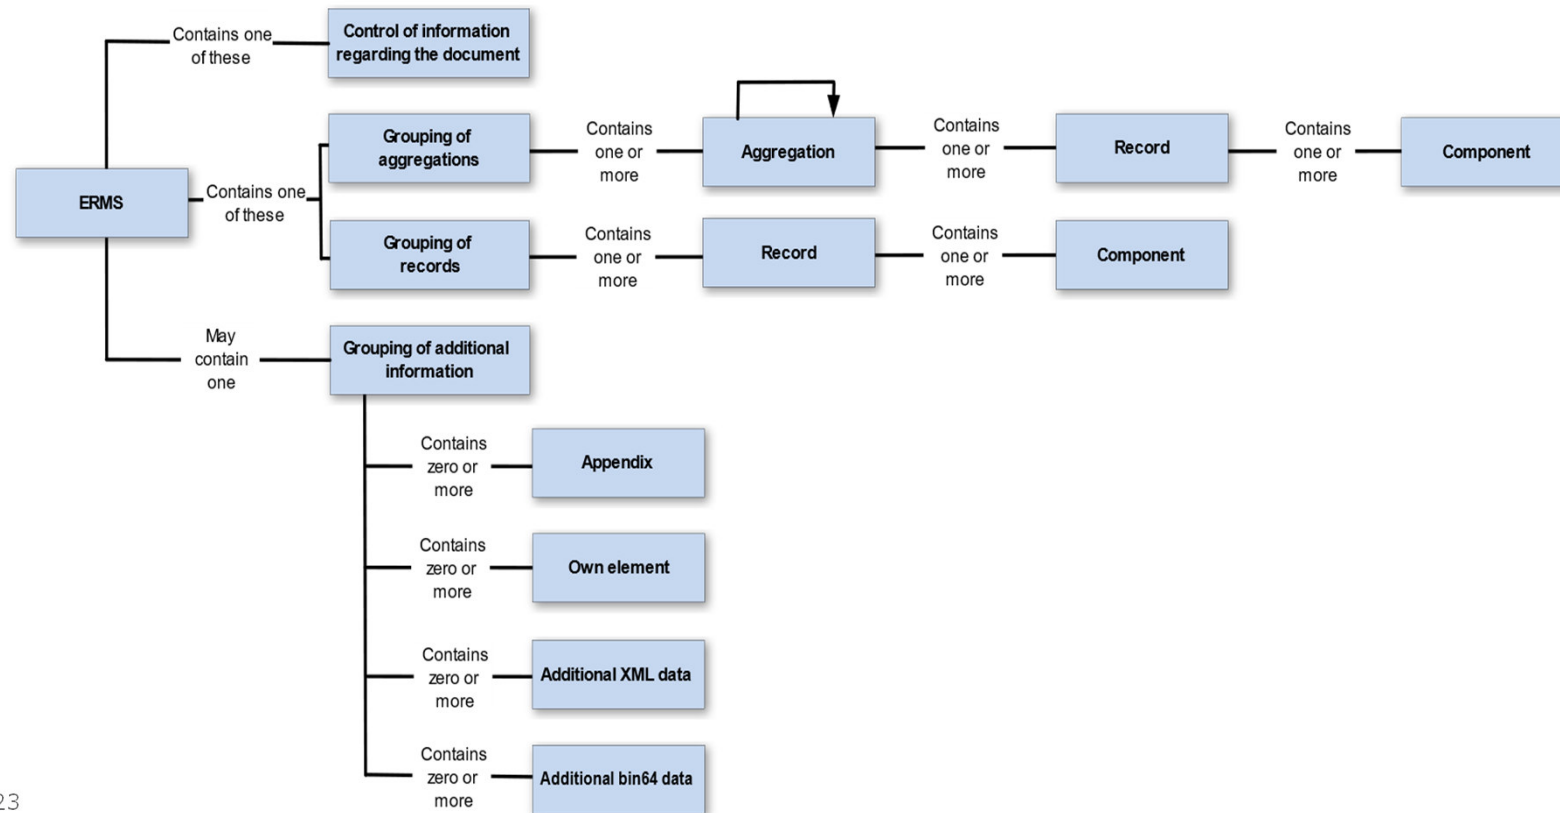 Contains one
of these
Control of information
regarding the document
ERMS
Contains one
of these
Grouping of
aggregations
Contains
one or
more
Aggregation
Contains
one or
more
Record
Contains
one or
more
Component
Grouping of
records
Contains
one or
more
Record
Contains
one or
more
Component
May
contain
one
Grouping of additional
information
Contains
zero or
more
Appendix
Contains
zero or
more
Own element
Contains
zero or
more
Additional XML data
Contains
zero or
more
Additional bin64 data
23